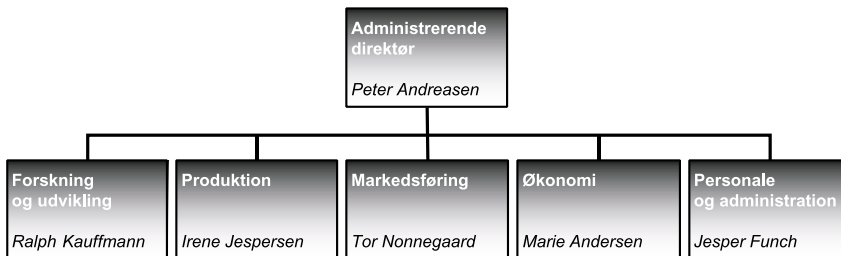 Administrerende
direktør
Peter Andreasen
Forskning
og udvikling
Ralph Kauffmann
Produktion
Irene Jespersen
Markedsføring
Tor Nonnegaard
Økonomi
Marie Andersen
Personale
og administration
Jesper Funch